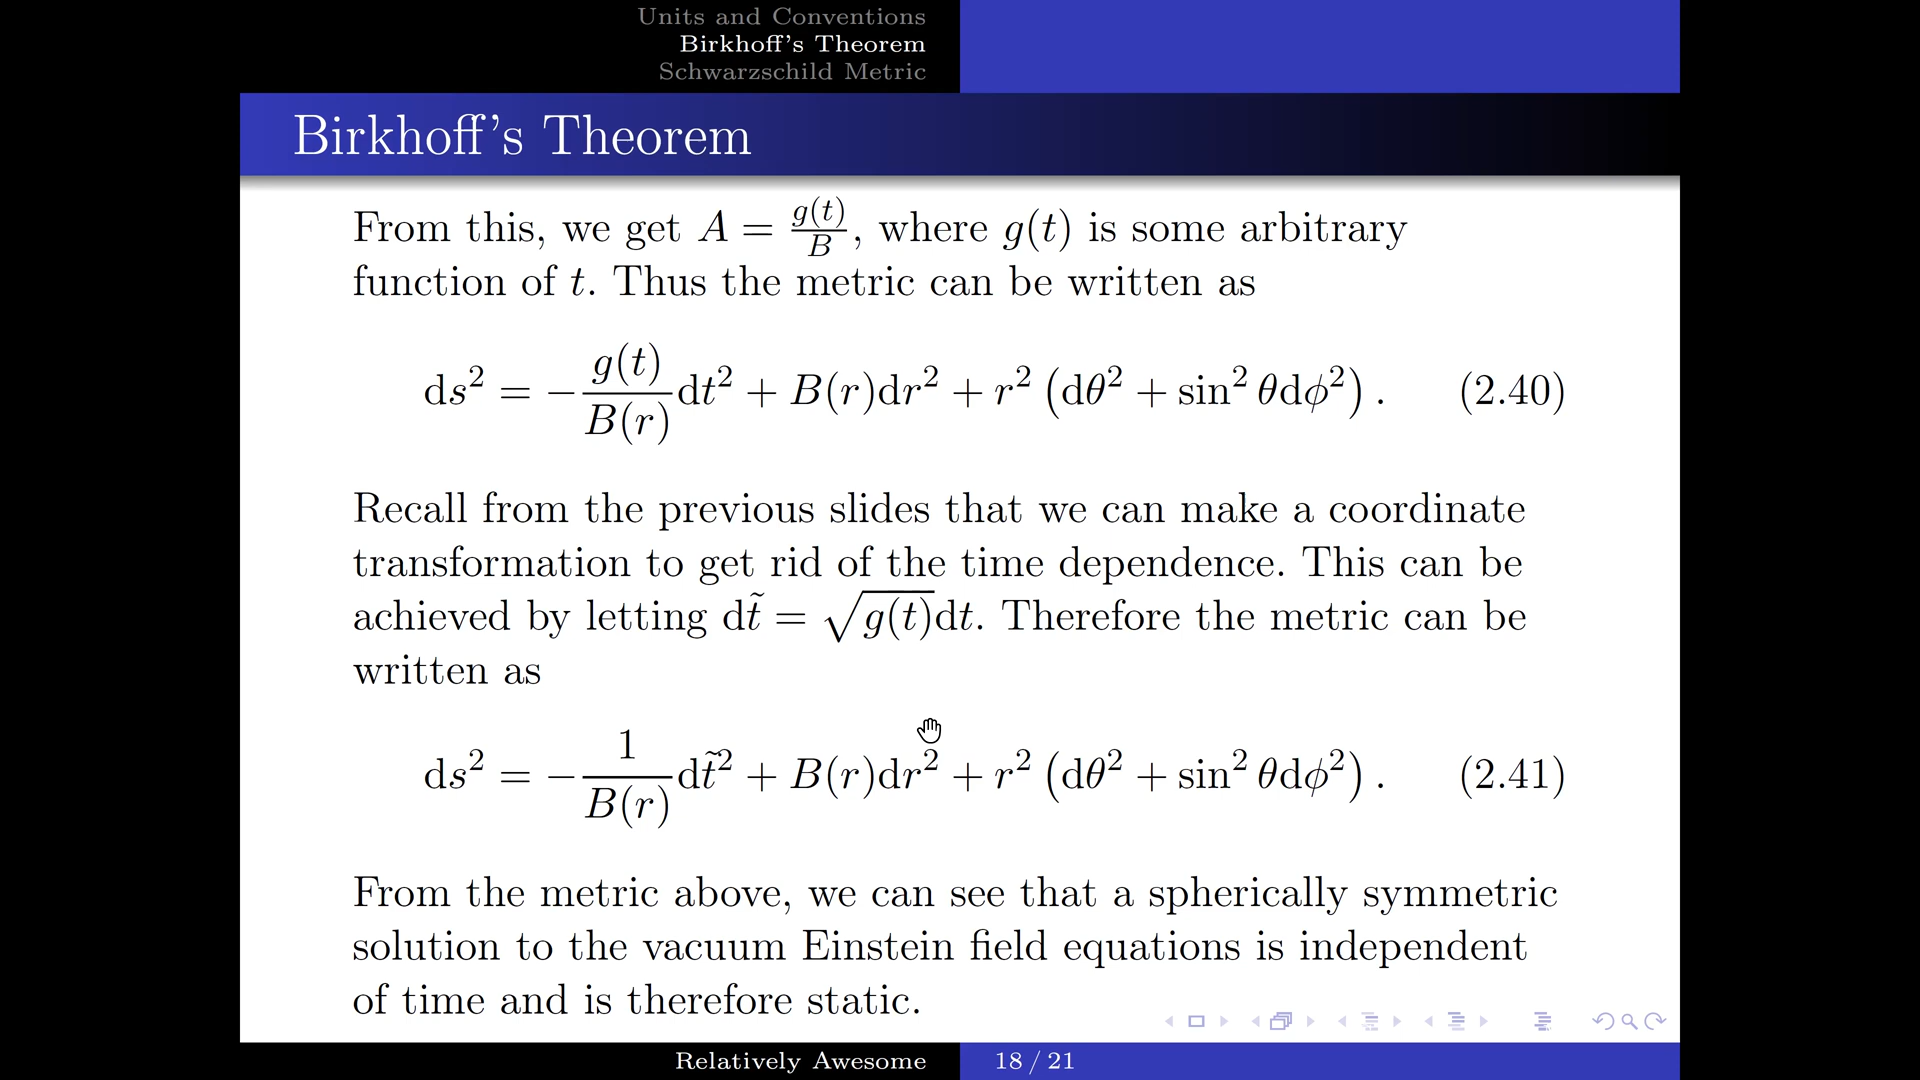 Units and Conventions
Birkhoff's Theorem
Schwarzschild Metric
Birkhoff's Theorem
From this, we get A = g(t)/B, where g(t) is some arbitrary
function of t. Thus the metric can be written as
ds² = −g(t)/B(r) dt² + B(r)dr² + r² (dθ² + sin² θdϕ²) . (2.40)
Recall from the previous slides that we can make a coordinate
transformation to get rid of the time dependence. This can be
achieved by letting dt̃ = √g(t)dt. Therefore the metric can be
written as
ds² = −1/B(r) dt̃² + B(r)dr² + r² (dθ² + sin² θdϕ²) . (2.41)
From the metric above, we can see that a spherically symmetric
solution to the vacuum Einstein field equations is independent
of time and is therefore static.
Relatively Awesome 18 / 21